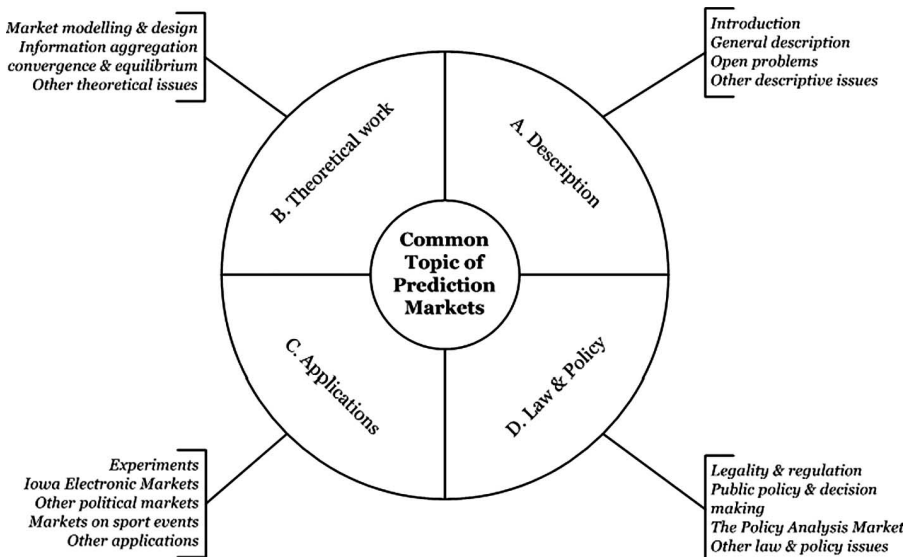 Market modelling & design
Information aggregation
convergence & equilibrium
Other theoretical issues
Introduction
General description
Open problems
Other descriptive issues
B. Theoretical work
A. Description
Common
Topic of
Prediction
Markets
C. Applications
D. Law & Policy
Experiments
Iowa Electronic Markets
Other political markets
Markets on sport events
Other applications
Legality & regulation
Public policy & decision
making
The Policy Analysis Market
Other law & policy issues